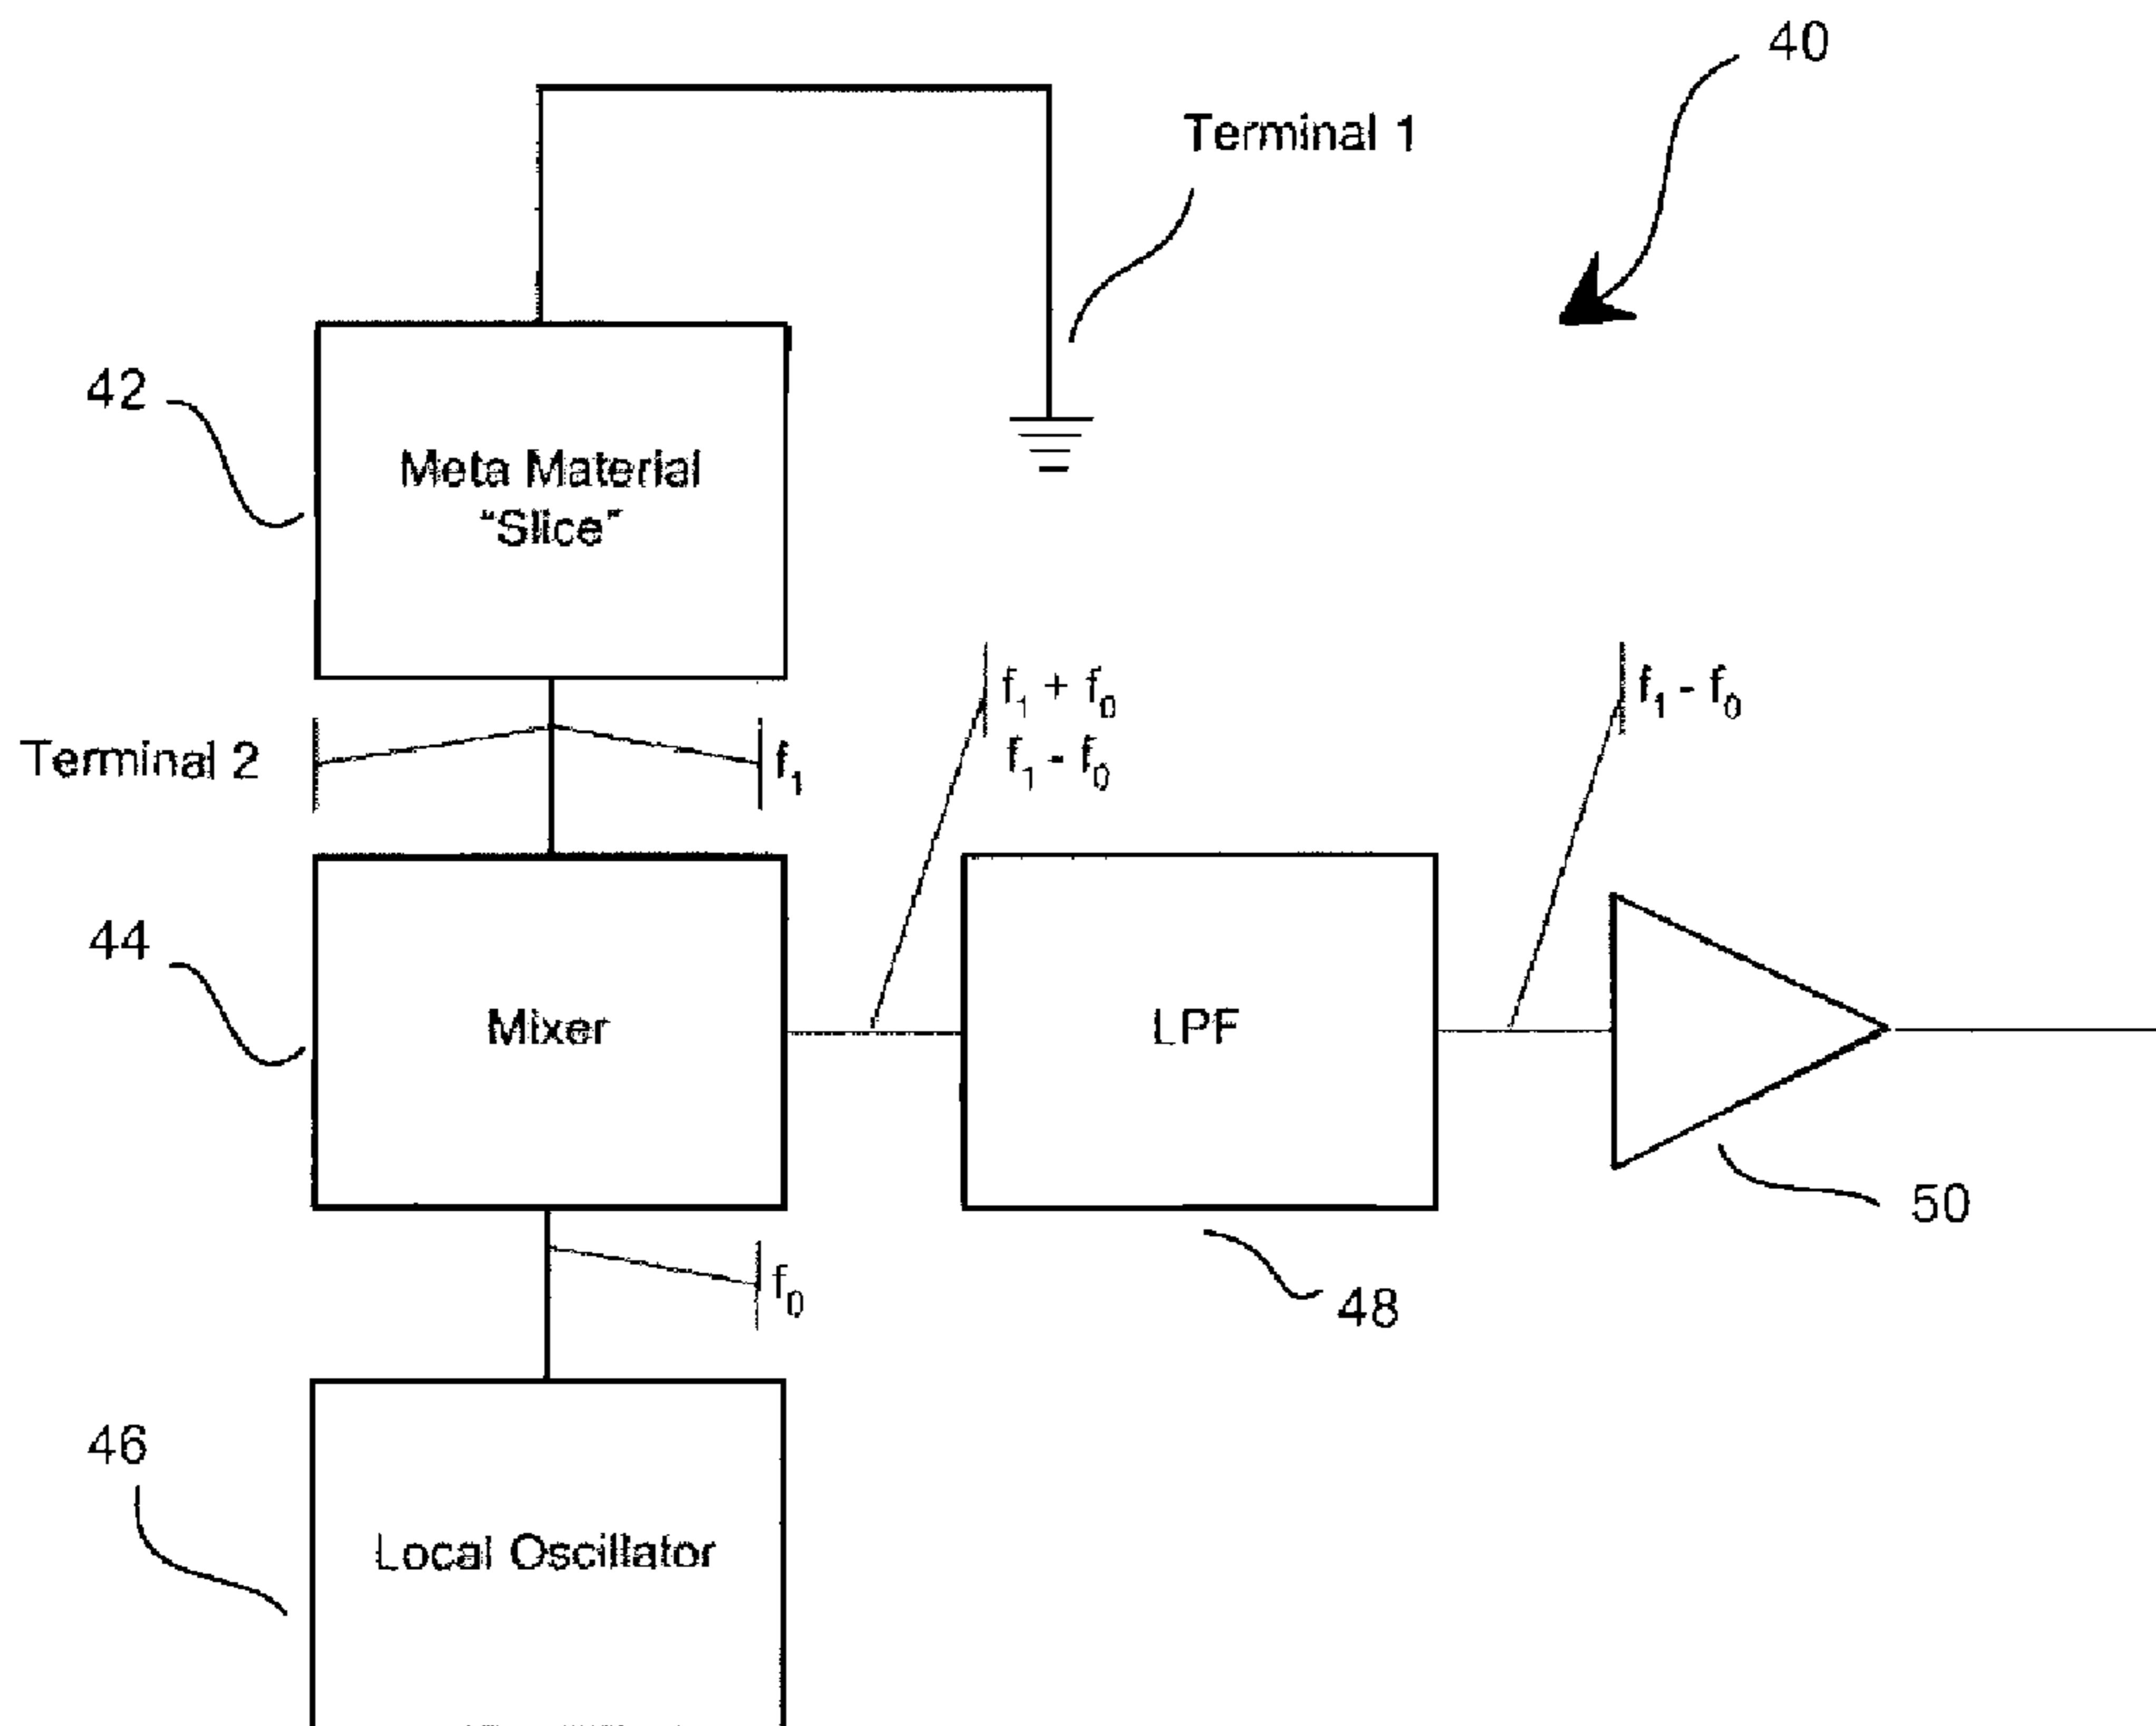 40
Terminal 1
42
Meta Material
"Slice"
f1 + f0
f1 - f0
f1 - f0
Terminal 2
f1
44
Mixer
LPF
50
f0
48
46
Local Oscillator